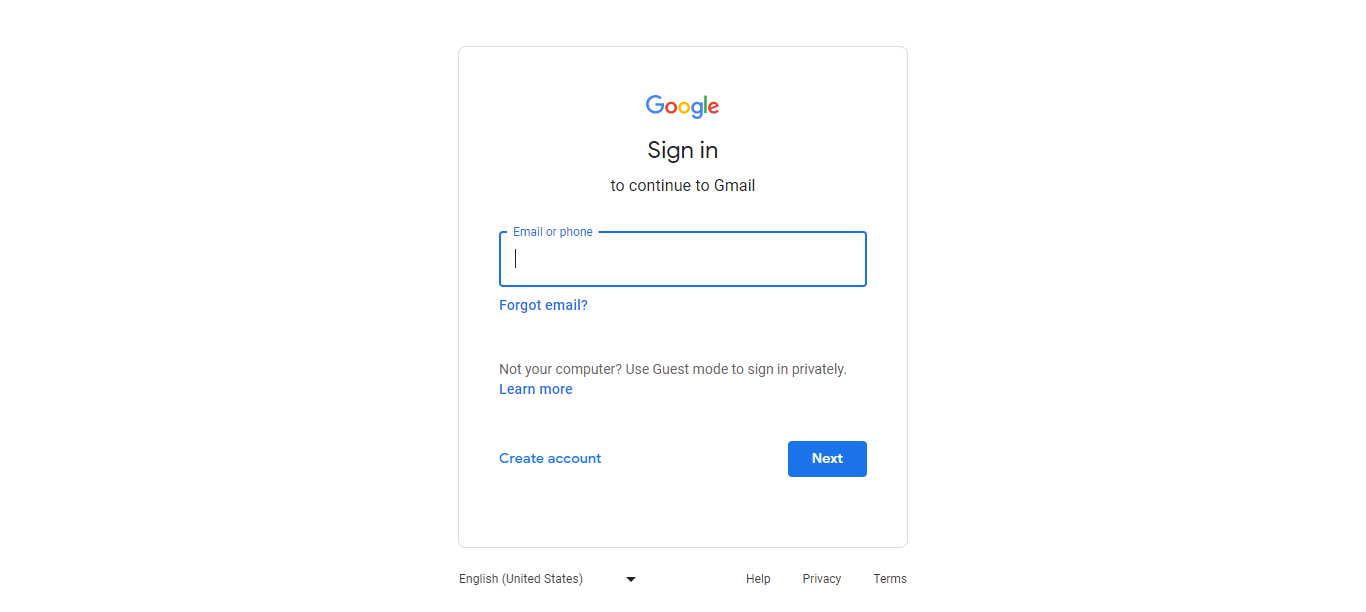 Google
Sign in
to continue to Gmail
Email or phone
Forgot email?
Not your computer? Use Guest mode to sign in privately.
Learn more
Create account
Next
English (United States)
Help
Privacy
Terms